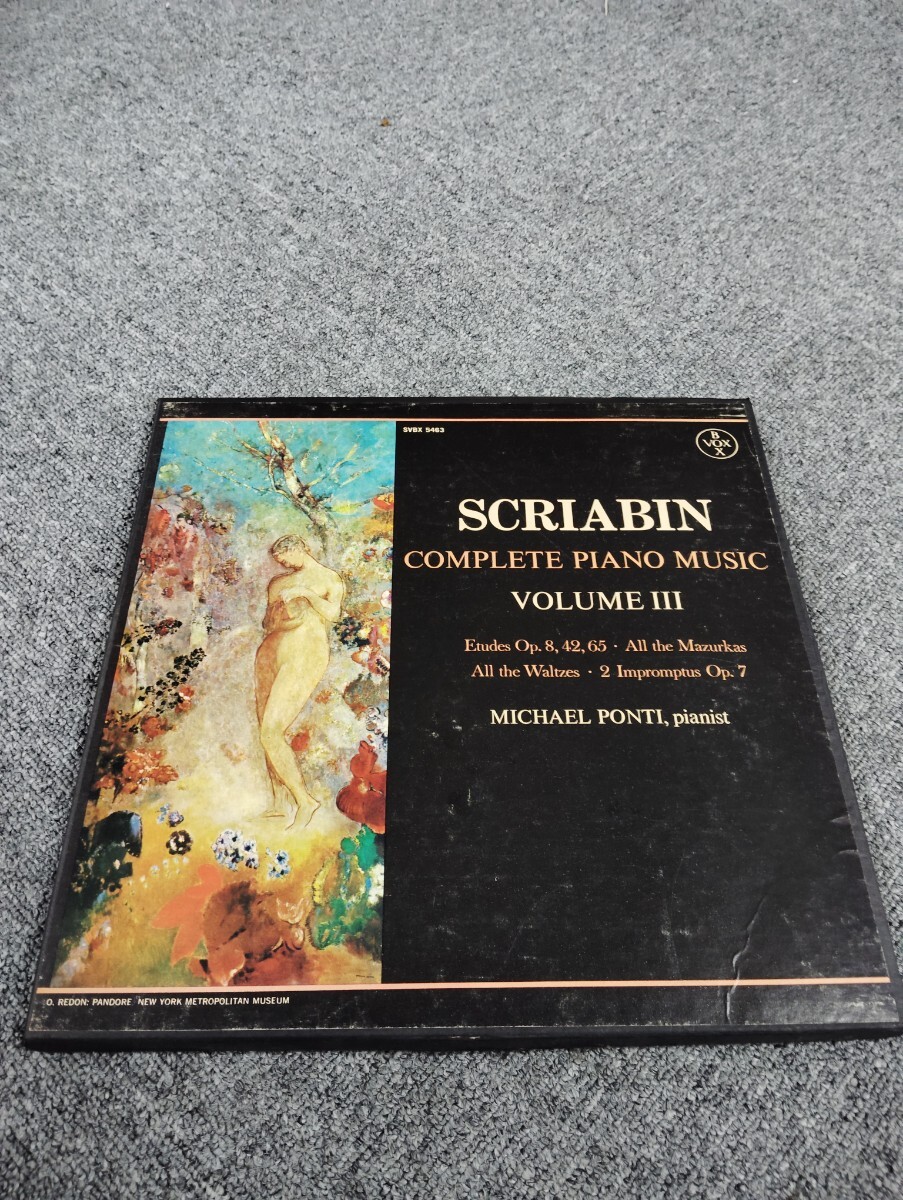 SVBX 5463
B
VOX
X
SCRIABIN
COMPLETE PIANO MUSIC
VOLUME III
Etudes Op. 8, 42, 65 · All the Mazurkas
All the Waltzes · 2 Impromptus Op. 7
MICHAEL PONTI, pianist
O. REDON: PANDORE NEW YORK METROPOLITAN MUSEUM